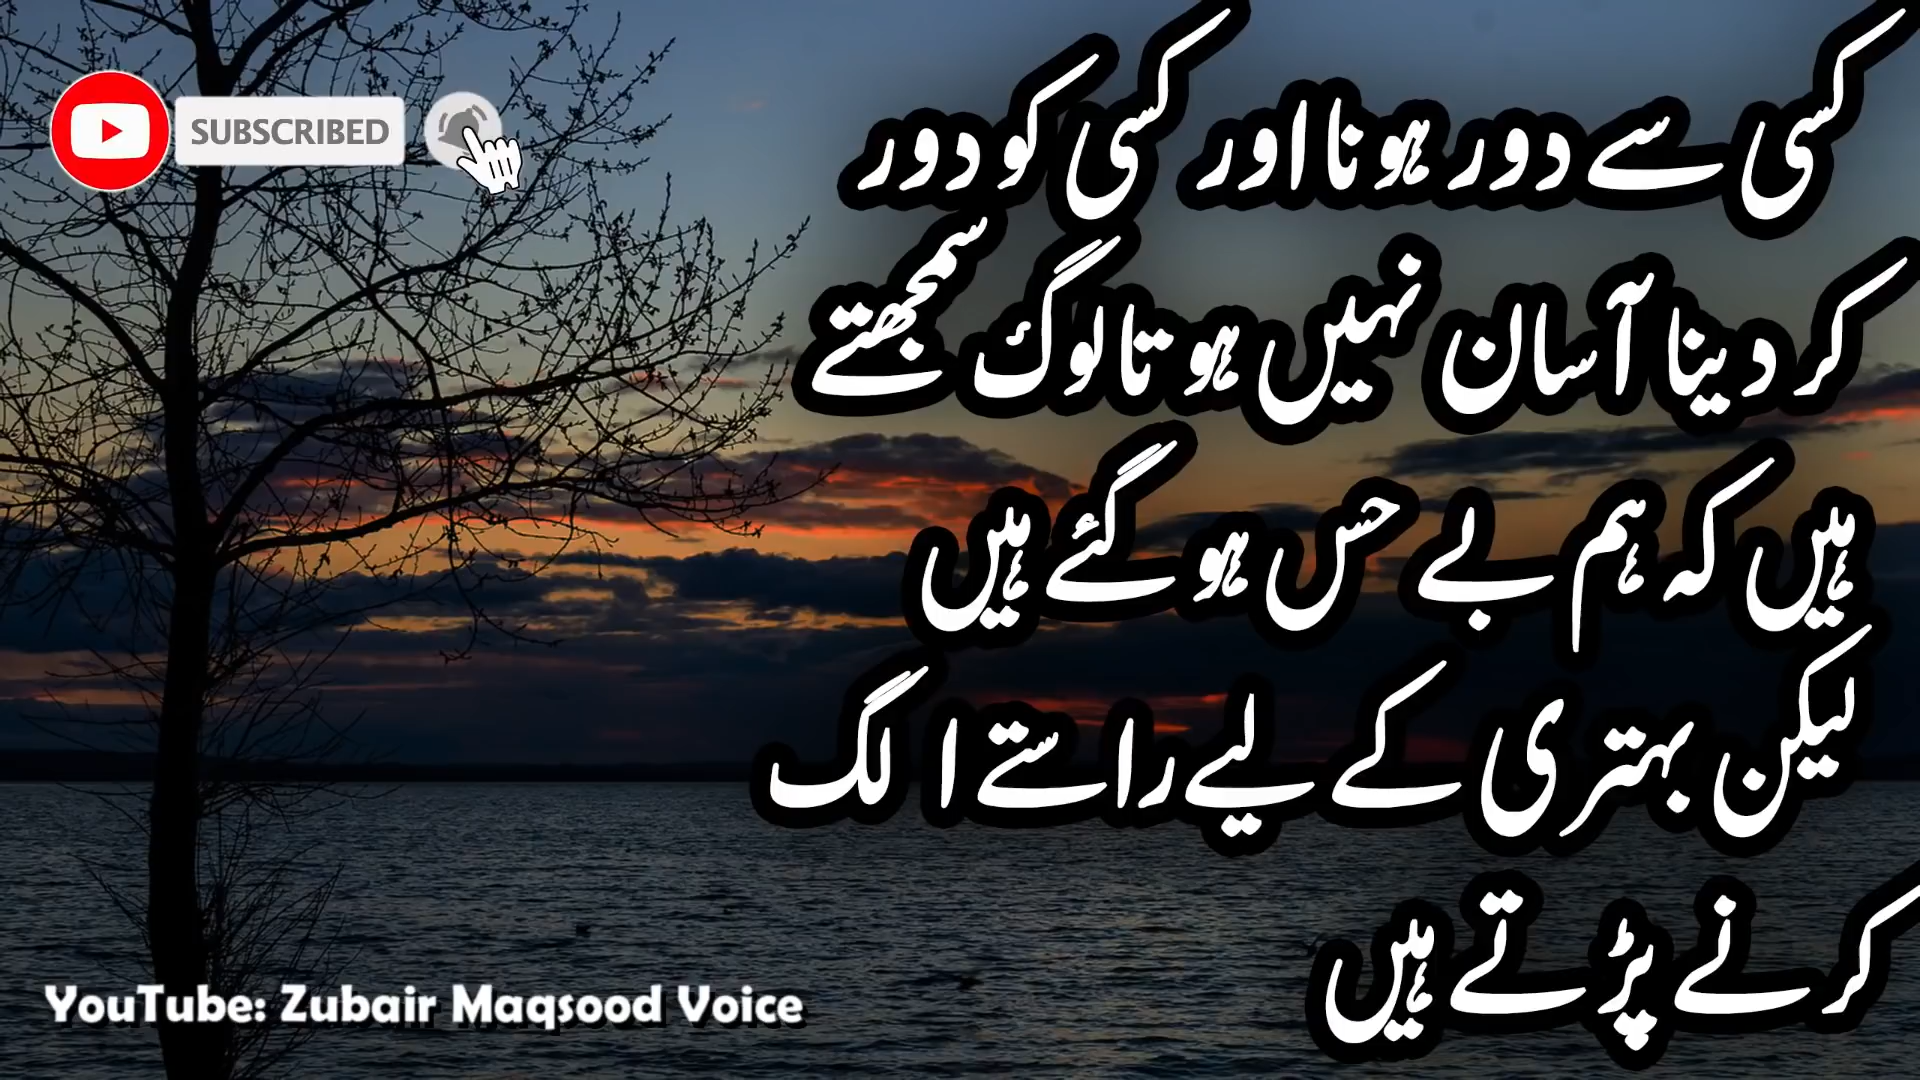 SUBSCRIBED
کسی سے دور ہونا اور کسی کو دور
کر دینا آسان نہیں ہوتا لوگ سمجھتے
ہیں کہ ہم بے حس ہو گئے ہیں
لیکن بہتری کے لیے راستے الگ
کرنے پڑتے ہیں
YouTube: Zubair Maqsood Voice